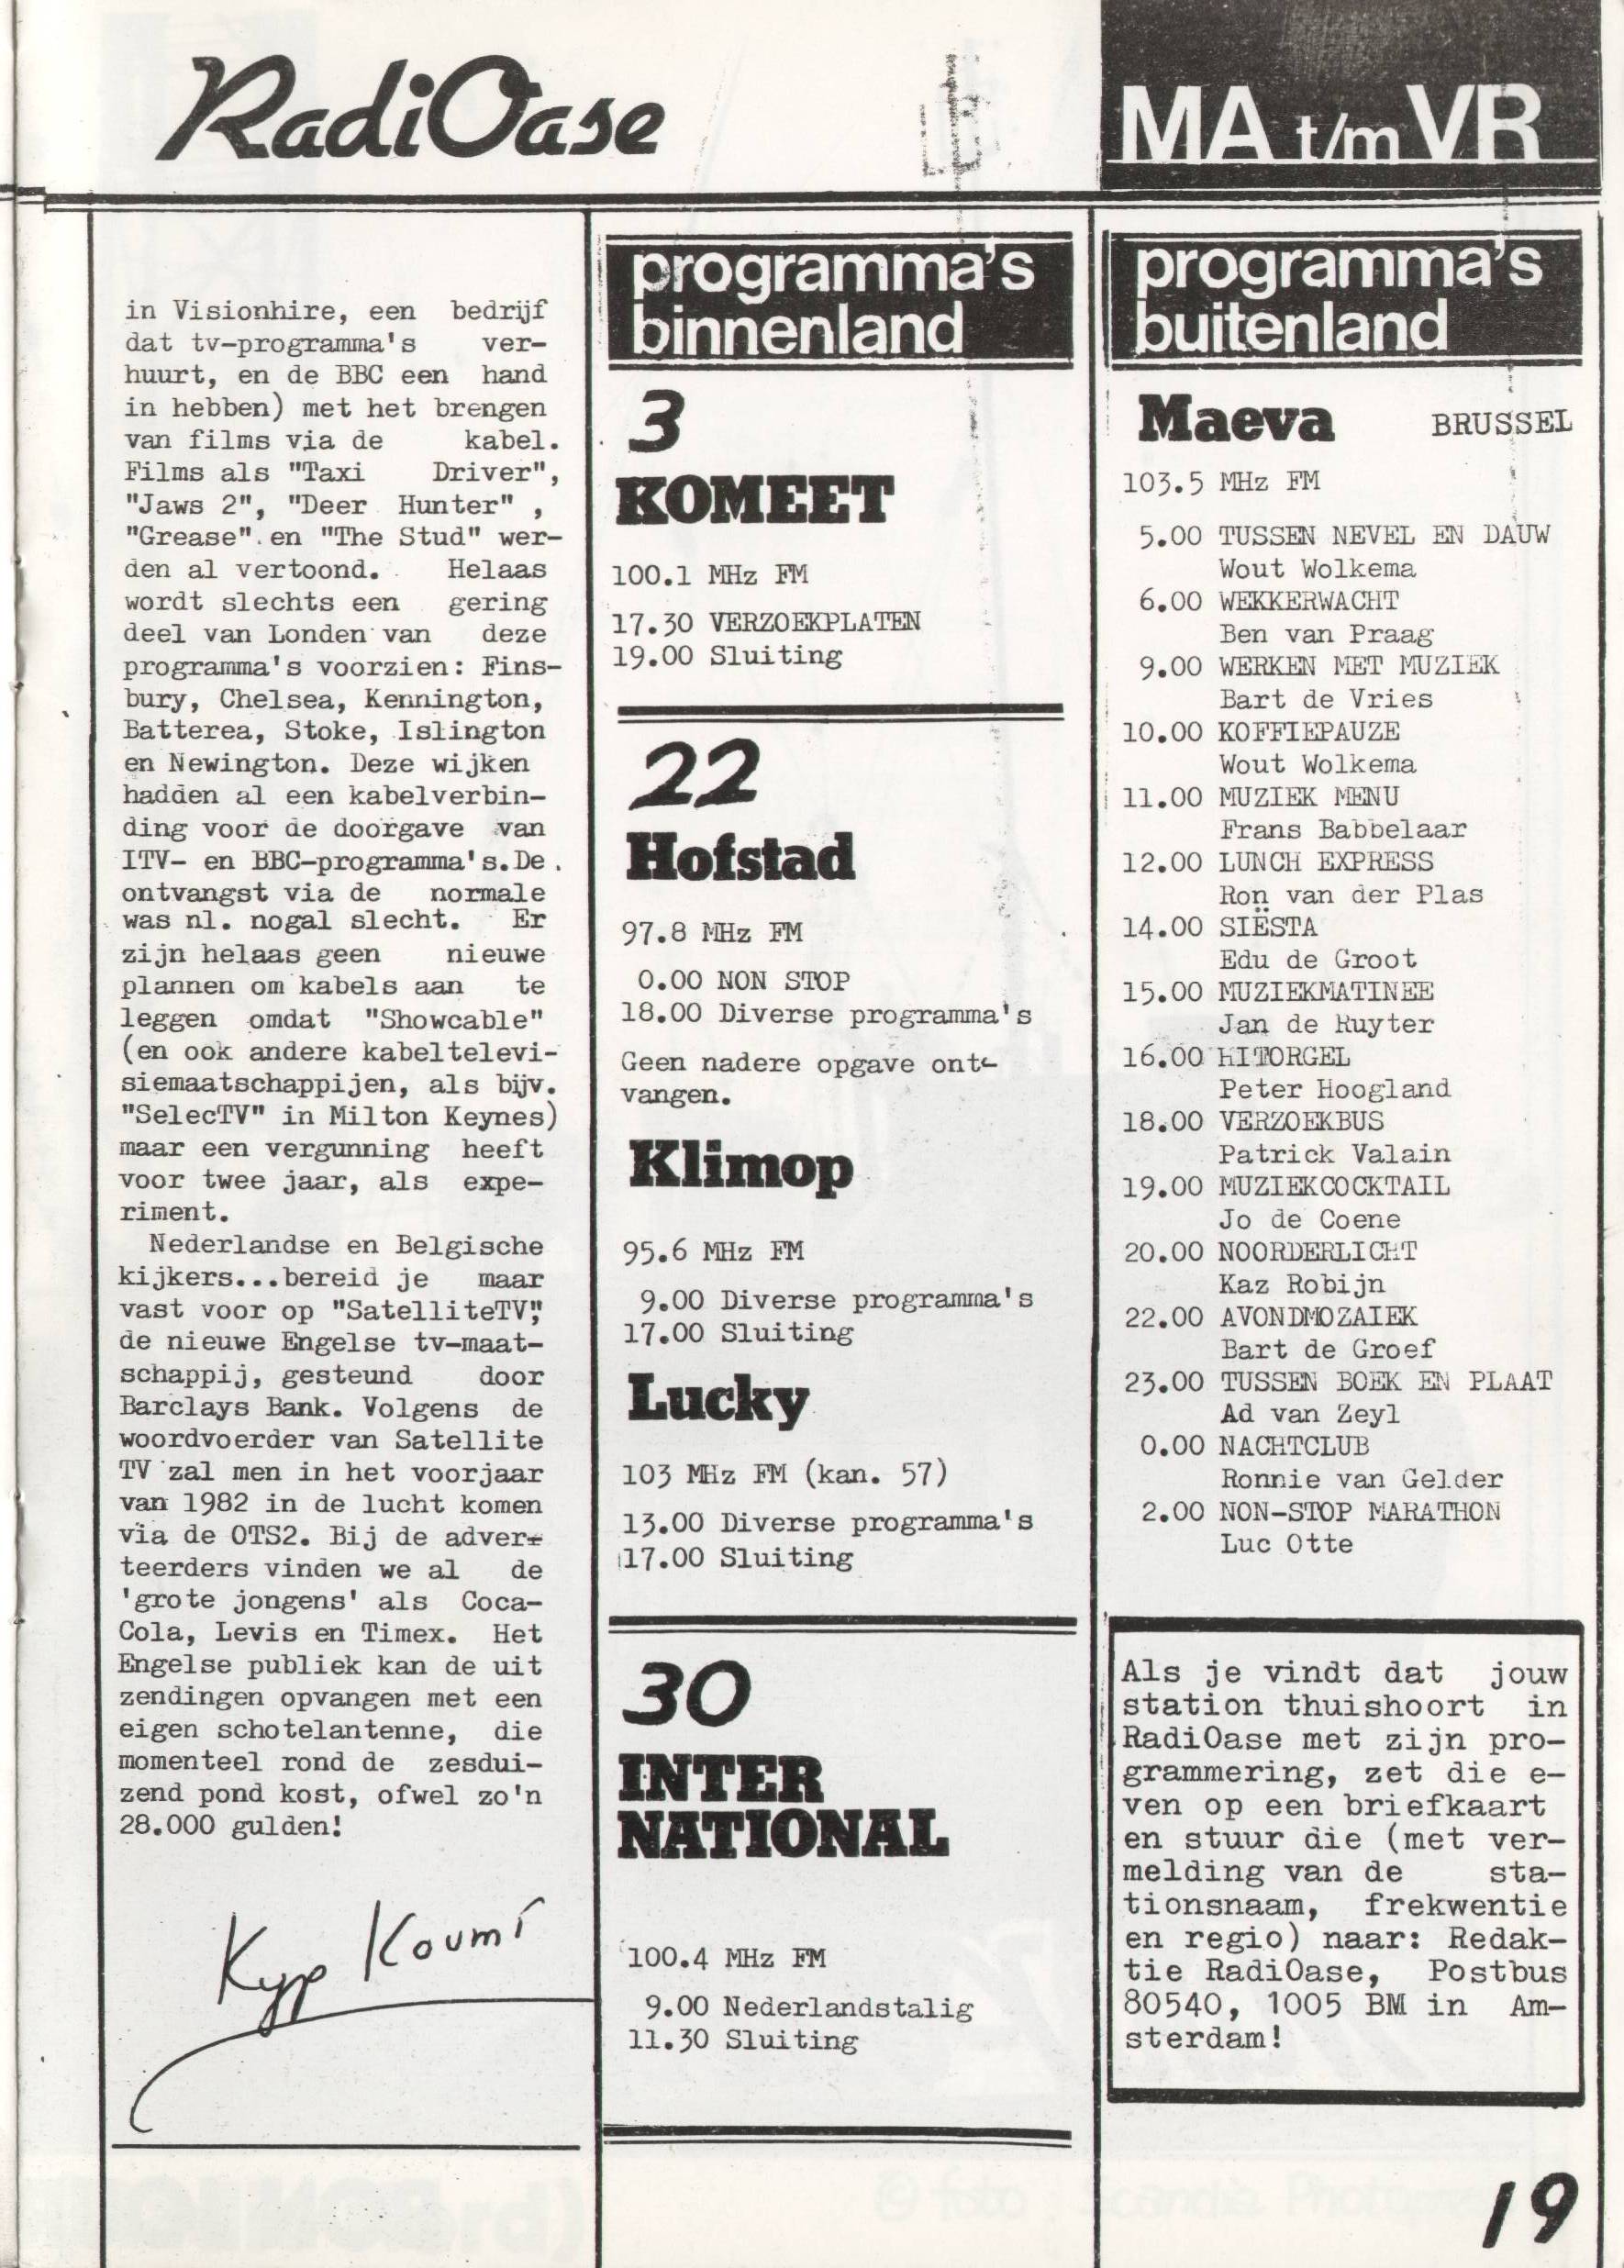 RadiOase
MA t/m VR
in Visionhire, een bedrijf
dat tv-programma's ver-
huurt, en de BBC een hand
in hebben) met het brengen
van films via de kabel.
Films als "Taxi Driver",
"Jaws 2", "Deer Hunter" ,
"Grease" en "The Stud" wer-
den al vertoond. Helaas
wordt slechts een gering
deel van Londen van deze
programma's voorzien: Fins-
bury, Chelsea, Kennington,
Batterea, Stoke, Islington
en Newington. Deze wijken
hadden al een kabelverbin-
ding voor de doorgave van
ITV- en BBC-programma's.De
ontvangst via de normale
was nl. nogal slecht. Er
zijn helaas geen nieuwe
plannen om kabels aan te
leggen omdat "Showcable"
(en ook andere kabeltelevi-
siemaatschappijen, als bijv.
"SelecTV" in Milton Keynes)
maar een vergunning heeft
voor twee jaar, als expe-
riment.
Nederlandse en Belgische
kijkers...bereid je maar
vast voor op "SatelliteTV",
de nieuwe Engelse tv-maat-
schappij, gesteund door
Barclays Bank. Volgens de
woordvoerder van Satellite
TV zal men in het voorjaar
van 1982 in de lucht komen
via de OTS2. Bij de adver-
teerders vinden we al de
'grote jongens' als Coca-
Cola, Levis en Timex. Het
Engelse publiek kan de uit
zendingen opvangen met een
eigen schotelantenne, die
momenteel rond de zesdui-
zend pond kost, ofwel zo'n
28.000 gulden!
Kyp Koumi
programma's
binnenland
3
KOMEET
100.1 MHz FM
17.30 VERZOEKPLATEN
19.00 Sluiting
22
Hofstad
97.8 MHz FM
0.00 NON STOP
18.00 Diverse programma's
Geen nadere opgave ont-
vangen.
Klimop
95.6 MHz FM
9.00 Diverse programma's
17.00 Sluiting
Lucky
103 MHz FM (kan. 57)
13.00 Diverse programma's
17.00 Sluiting
30
INTER
NATIONAL
100.4 MHz FM
9.00 Nederlandstalig
11.30 Sluiting
programma's
buitenland
Maeva BRUSSEL
103.5 MHz FM
5.00 TUSSEN NEVEL EN DAUW
Wout Wolkema
6.00 WEKKERWACHT
Ben van Praag
9.00 WERKEN MET MUZIEK
Bart de Vries
10.00 KOFFIEPAUZE
Wout Wolkema
11.00 MUZIEK MENU
Frans Babbelaar
12.00 LUNCH EXPRESS
Ron van der Plas
14.00 SIËSTA
Edu de Groot
15.00 MUZIEKMATINEE
Jan de Ruyter
16.00 HITORGEL
Peter Hoogland
18.00 VERZOEKBUS
Patrick Valain
19.00 MUZIEKCOCKTAIL
Jo de Coene
20.00 NOORDERLICHT
Kaz Robijn
22.00 AVONDMOZAIEK
Bart de Groef
23.00 TUSSEN BOEK EN PLAAT
Ad van Zeyl
0.00 NACHTCLUB
Ronnie van Gelder
2.00 NON-STOP MARATHON
Luc Otte
Als je vindt dat jouw
station thuishoort in
RadiOase met zijn pro-
grammering, zet die e-
ven op een briefkaart
en stuur die (met ver-
melding van de sta-
tionsnaam, frekwentie
en regio) naar: Redak-
tie RadiOase, Postbus
80540, 1005 BM in Am-
sterdam!
19